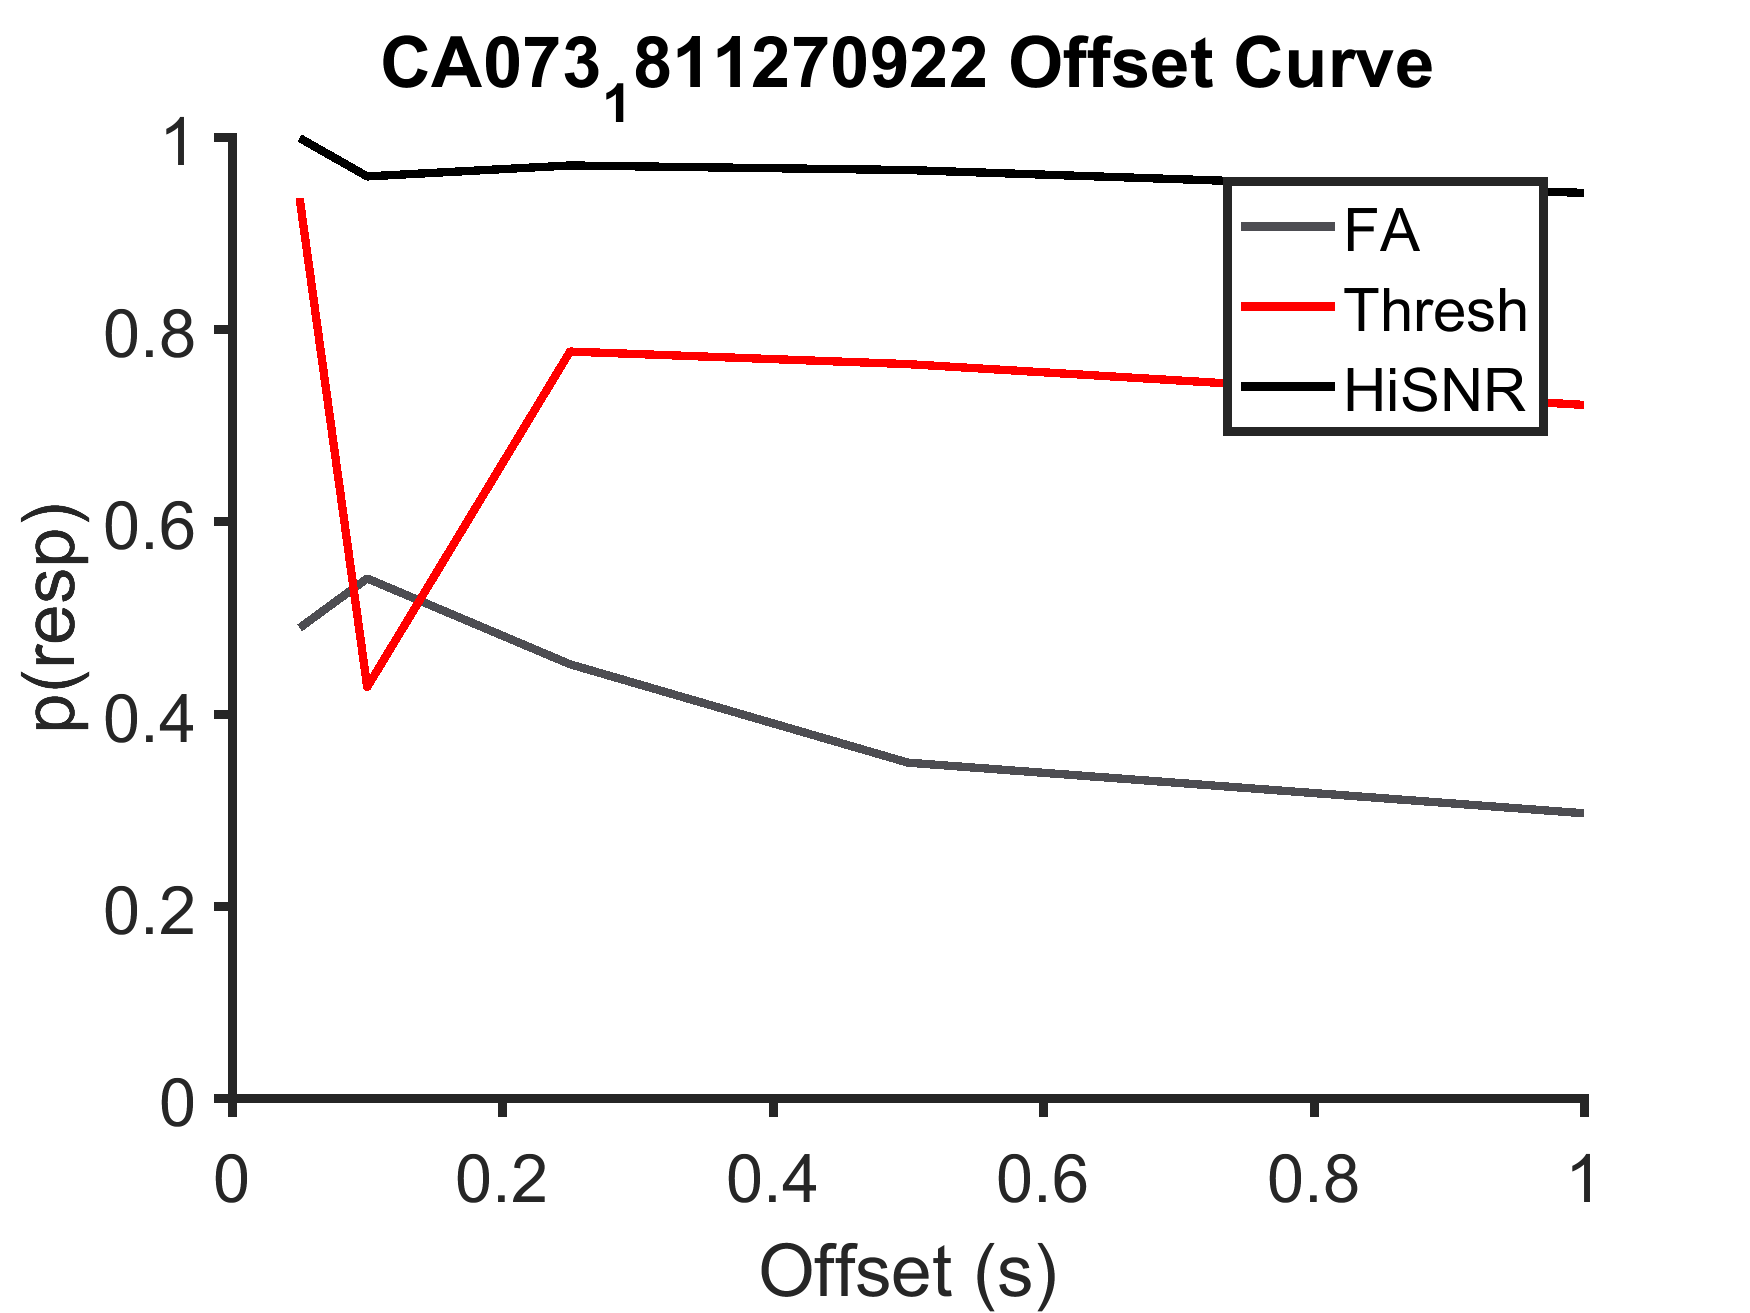 CA073₁811270922 Offset Curve
1
0.8
0.6
0.4
0.2
0
p(resp)
FA
Thresh
HiSNR
0 0.2 0.4 0.6 0.8 1
Offset (s)